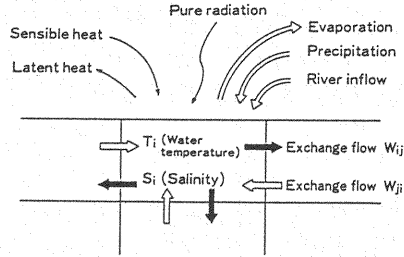 Pure radiation
Sensible heat
Evaporation
Precipitation
Latent heat
River inflow
Ti (Water temperature)
Exchange flow Wij
Si (Salinity)
Exchange flow Wji